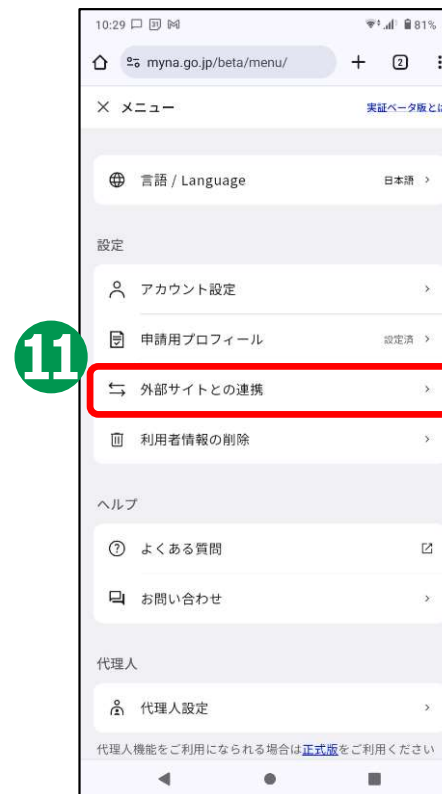 10:29 31 81%
myna.go.jp/beta/menu/ 2
メニュー 実証ベータ版とは
言語 / Language 日本語
設定
アカウント設定
申請用プロフィール 設定済
11
外部サイトとの連携
利用者情報の削除
ヘルプ
よくある質問
お問い合わせ
代理人
代理人設定
代理人機能をご利用になられる場合は正式版をご利用ください